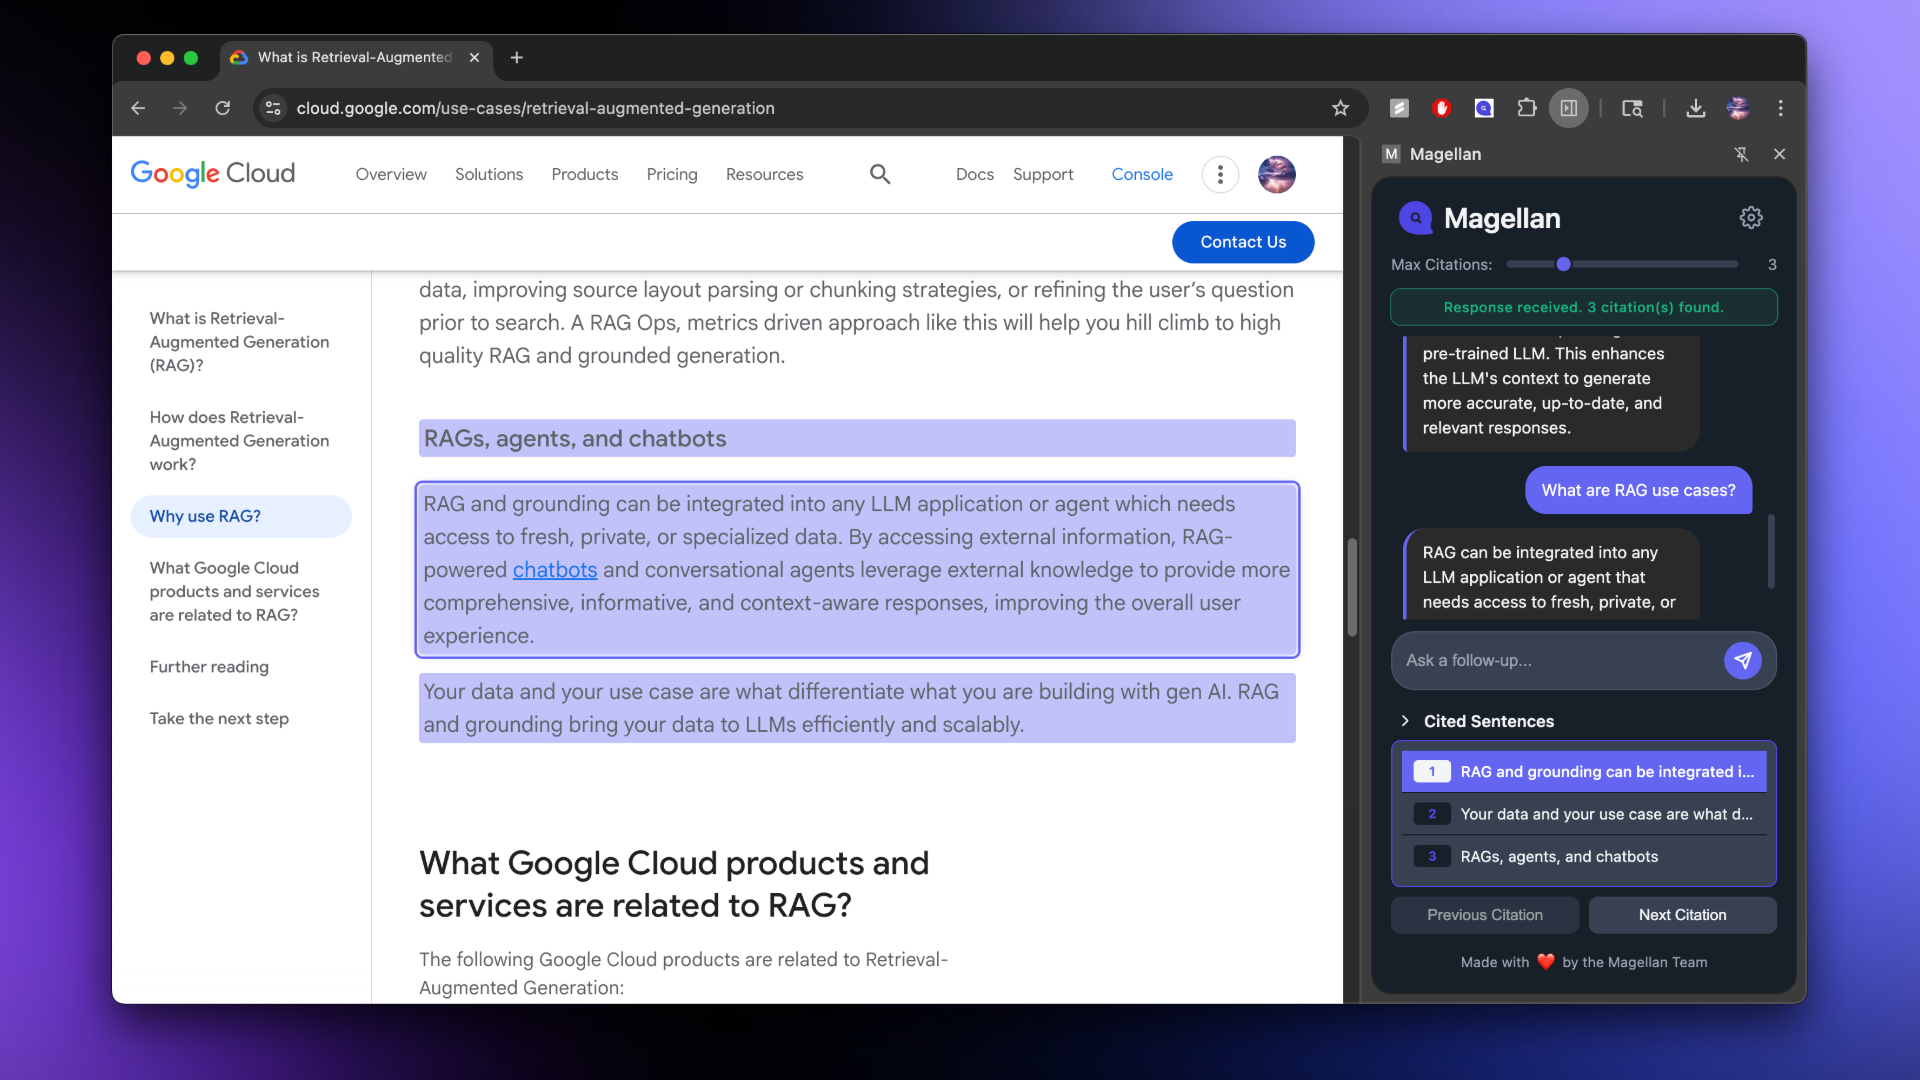 What is Retrieval-Augmented
cloud.google.com/use-cases/retrieval-augmented-generation
Google Cloud
Overview
Solutions
Products
Pricing
Resources
Docs
Support
Console
Contact Us
What is Retrieval-
Augmented Generation
(RAG)?
How does Retrieval-
Augmented Generation
work?
Why use RAG?
What Google Cloud
products and services
are related to RAG?
Further reading
Take the next step
data, improving source layout parsing or chunking strategies, or refining the user’s question
prior to search. A RAG Ops, metrics driven approach like this will help you hill climb to high
quality RAG and grounded generation.
RAGs, agents, and chatbots
RAG and grounding can be integrated into any LLM application or agent which needs
access to fresh, private, or specialized data. By accessing external information, RAG-
powered chatbots and conversational agents leverage external knowledge to provide more
comprehensive, informative, and context-aware responses, improving the overall user
experience.
Your data and your use case are what differentiate what you are building with gen AI. RAG
and grounding bring your data to LLMs efficiently and scalably.
What Google Cloud products and
services are related to RAG?
The following Google Cloud products are related to Retrieval-
Augmented Generation:
M Magellan
Magellan
Max Citations: 3
Response received. 3 citation(s) found.
pre-trained LLM. This enhances
the LLM's context to generate
more accurate, up-to-date, and
relevant responses.
What are RAG use cases?
RAG can be integrated into any
LLM application or agent that
needs access to fresh, private, or
Ask a follow-up...
Cited Sentences
1 RAG and grounding can be integrated i...
2 Your data and your use case are what d...
3 RAGs, agents, and chatbots
Previous Citation
Next Citation
Made with ❤️ by the Magellan Team